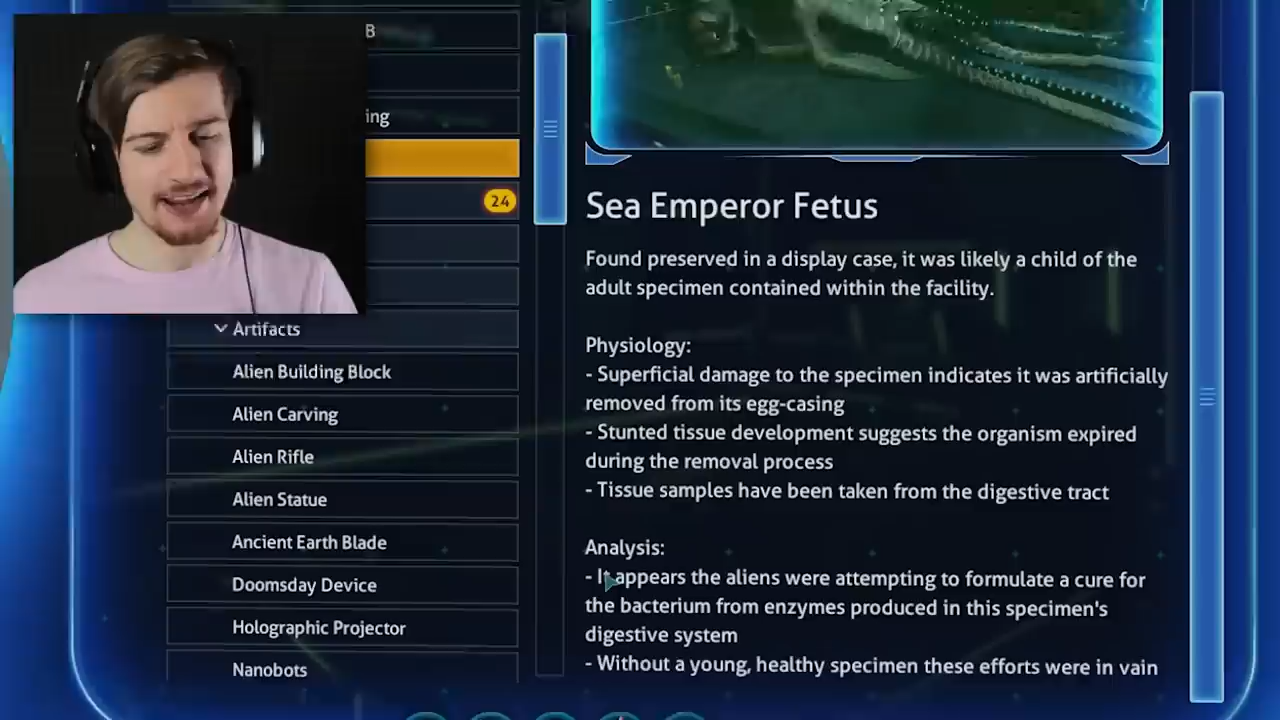 B
ing
24
Artifacts
Alien Building Block
Alien Carving
Alien Rifle
Alien Statue
Ancient Earth Blade
Doomsday Device
Holographic Projector
Nanobots
Sea Emperor Fetus
Found preserved in a display case, it was likely a child of the
adult specimen contained within the facility.
Physiology:
- Superficial damage to the specimen indicates it was artificially
removed from its egg-casing
- Stunted tissue development suggests the organism expired
during the removal process
- Tissue samples have been taken from the digestive tract
Analysis:
- It appears the aliens were attempting to formulate a cure for
the bacterium from enzymes produced in this specimen's
digestive system
- Without a young, healthy specimen these efforts were in vain